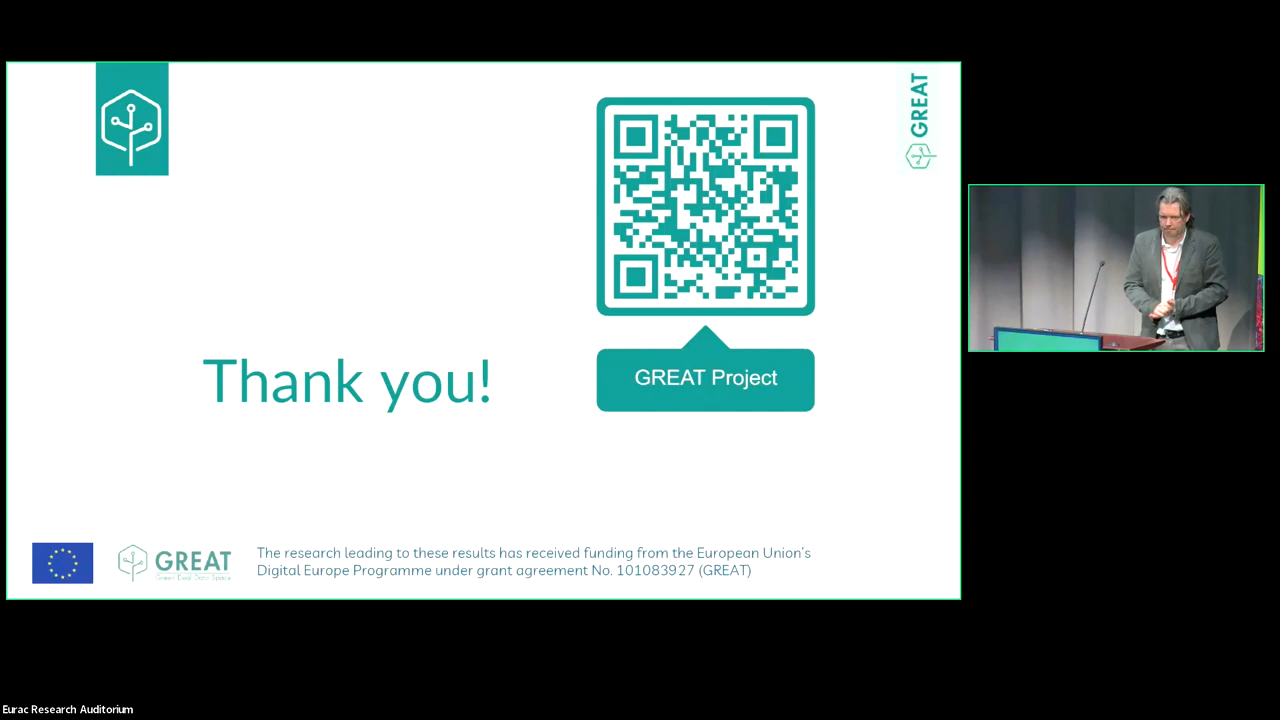 GREAT
Thank you!
GREAT Project
GREAT
Green Deal Data Space
The research leading to these results has received funding from the European Union's
Digital Europe Programme under grant agreement No. 101083927 (GREAT)
Eurac Research Auditorium